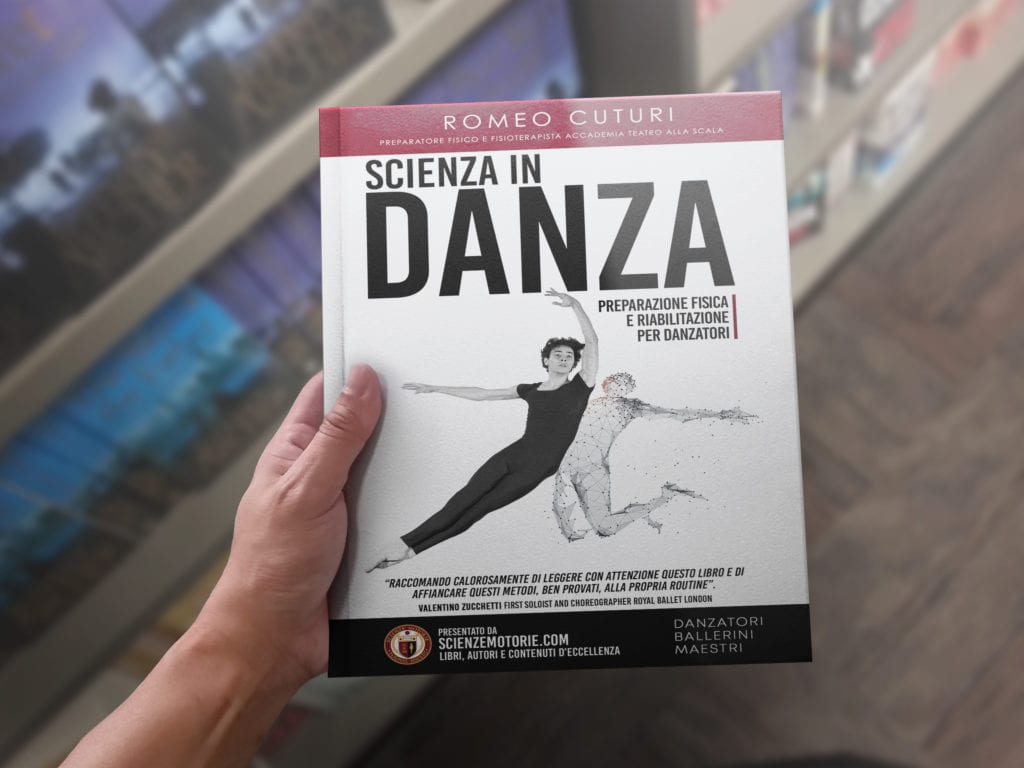 ROMEO CUTURI
PREPARATORE FISICO E FISIOTERAPISTA ACCADEMIA TEATRO ALLA SCALA
SCIENZA IN
DANZA
PREPARAZIONE FISICA
E RIABILITAZIONE
PER DANZATORI
“RACCOMANDO CALOROSAMENTE DI LEGGERE CON ATTENZIONE QUESTO LIBRO E DI
AFFIANCARE QUESTI METODI, BEN PROVATI, ALLA PROPRIA ROUTINE”.
VALENTINO ZUCCHETTI FIRST SOLOIST AND CHOREOGRAPHER ROYAL BALLET LONDON
PRESENTATO DA
SCIENZEMOTORIE.COM
LIBRI, AUTORI E CONTENUTI D'ECCELLENZA
DANZATORI
BALLERINI
MAESTRI